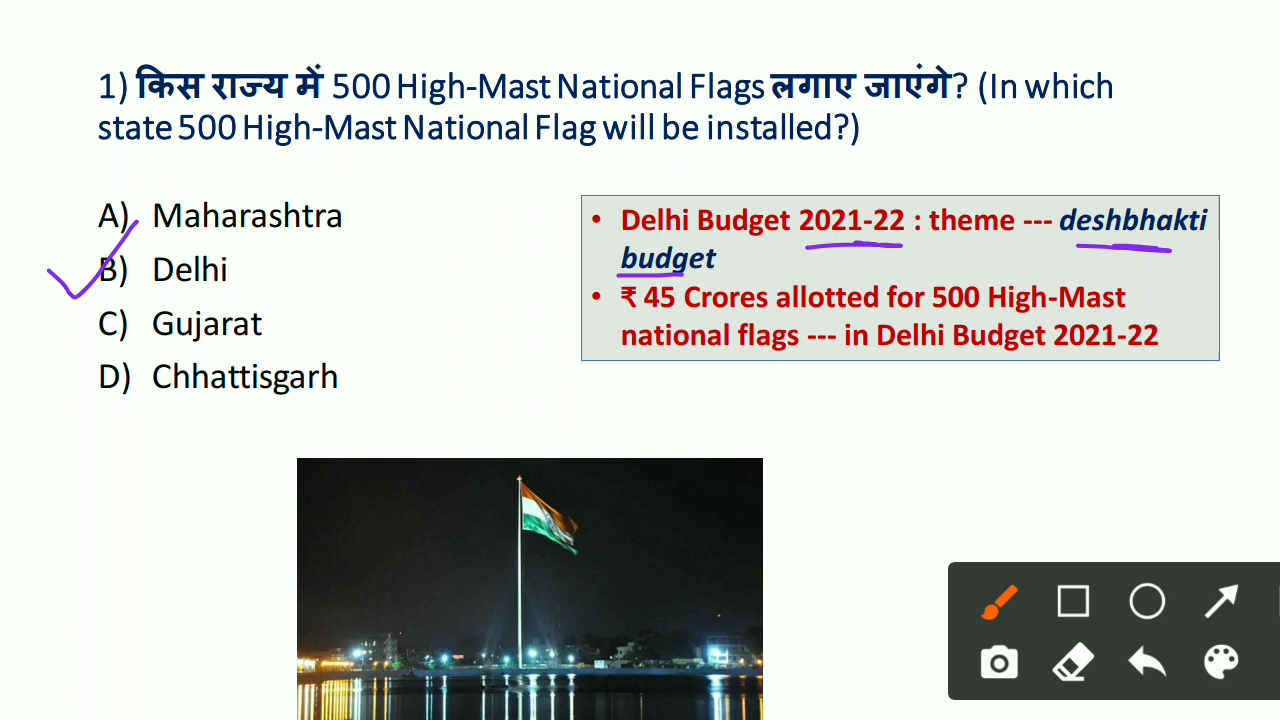 1) किस राज्य में 500 High-Mast National Flags लगाए जाएंगे? (In which
state 500 High-Mast National Flag will be installed?)
A) Maharashtra
B) Delhi
C) Gujarat
D) Chhattisgarh
• Delhi Budget 2021-22 : theme --- deshbhakti
budget
• ₹ 45 Crores allotted for 500 High-Mast
national flags --- in Delhi Budget 2021-22